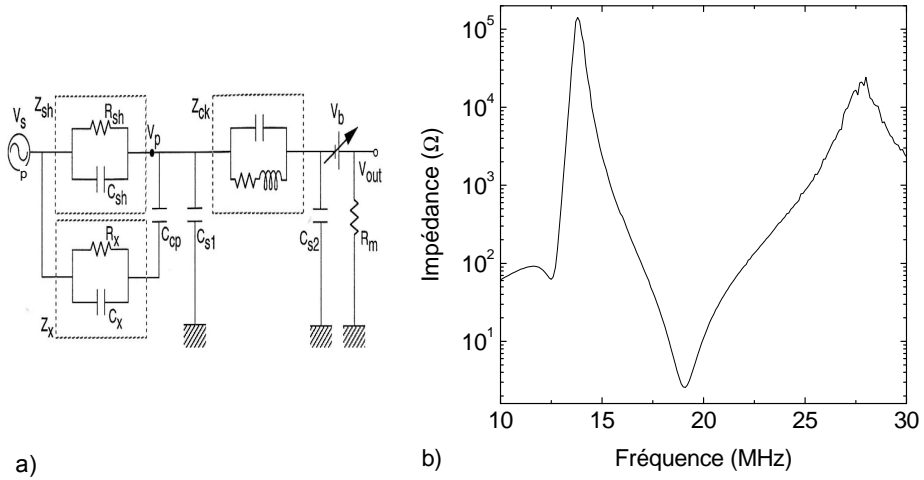 Z_sh
R_sh
V_s
V_p
C_sh
p
R_x
C_x
Z_x
C_cp
C_s1
Z_ck
V_b
V_out
C_s2
R_m
a)
10^5
10^4
10^3
10^2
10^1
Impédance (Ω)
10 15 20 25 30
Fréquence (MHz)
b)